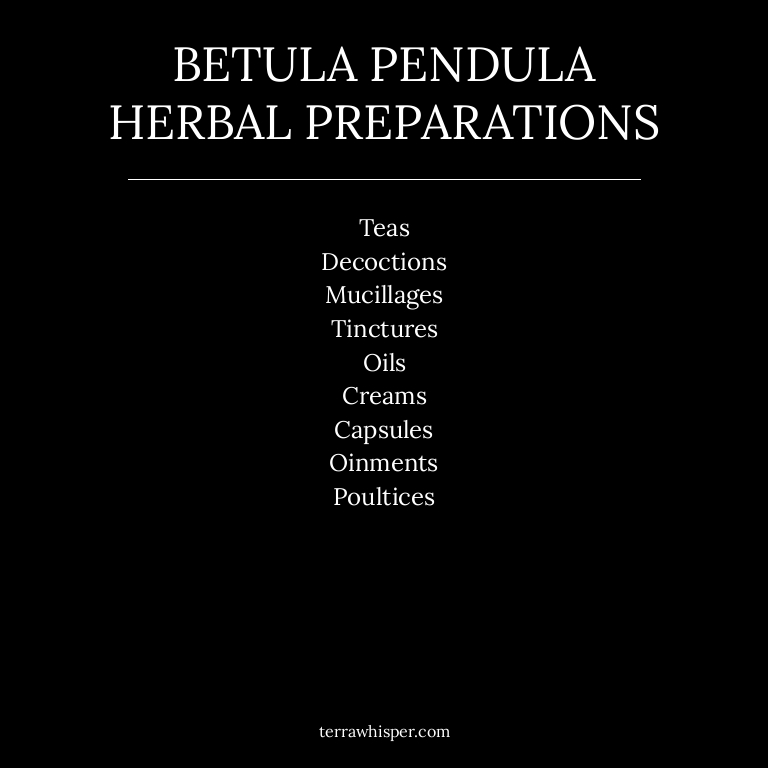 BETULA PENDULA
HERBAL PREPARATIONS
Teas
Decoctions
Mucillages
Tinctures
Oils
Creams
Capsules
Oinments
Poultices
terrawhisper.com